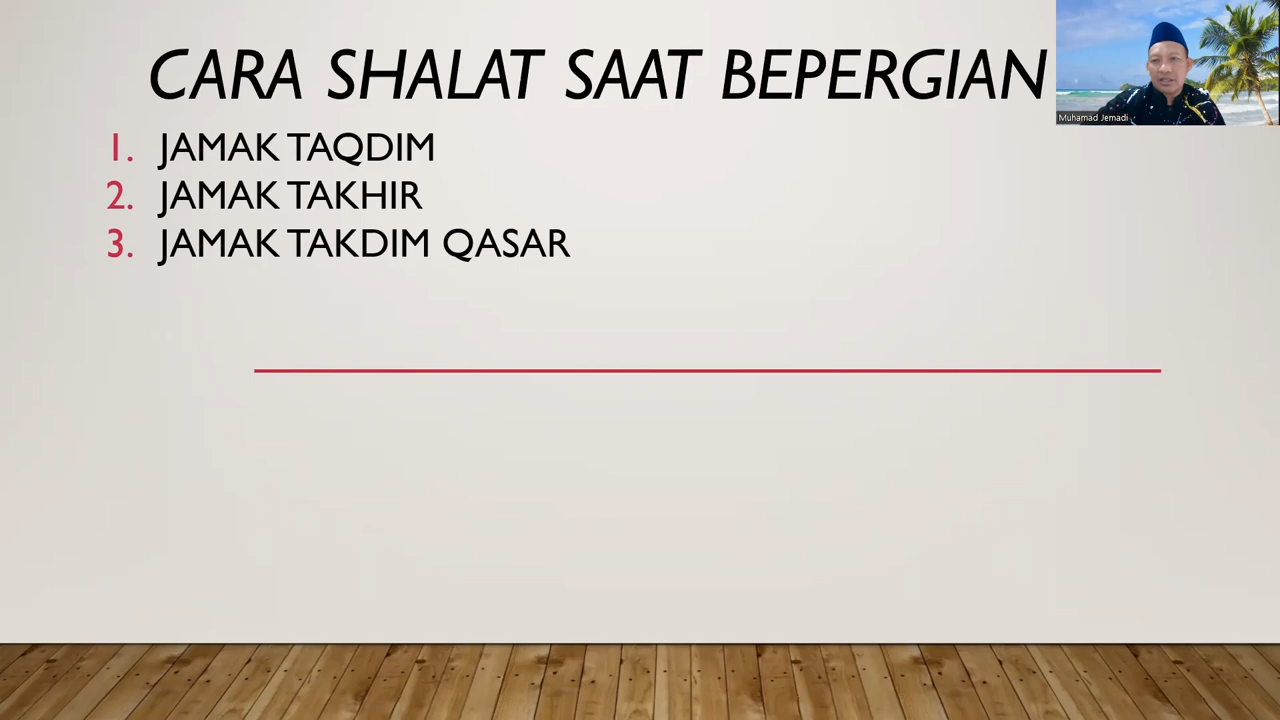 CARA SHALAT SAAT BEPERGIAN
1. JAMAK TAQDIM
2. JAMAK TAKHIR
3. JAMAK TAKDIM QASAR
Muhamad Jemadi